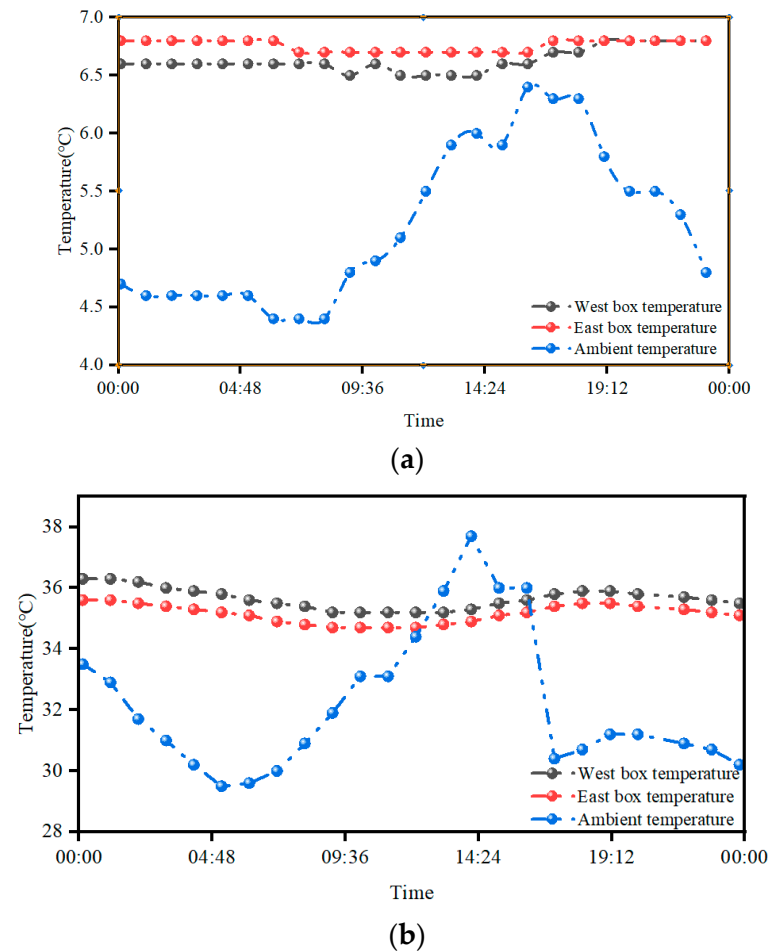 7.0
6.5
6.0
5.5
5.0
4.5
4.0
Temperature(℃)
West box temperature
East box temperature
Ambient temperature
00:00 04:48 09:36 14:24 19:12 00:00
Time
(a)
38
36
34
32
30
28
Temperature(℃)
West box temperature
East box temperature
Ambient temperature
00:00 04:48 09:36 14:24 19:12 00:00
Time
(b)